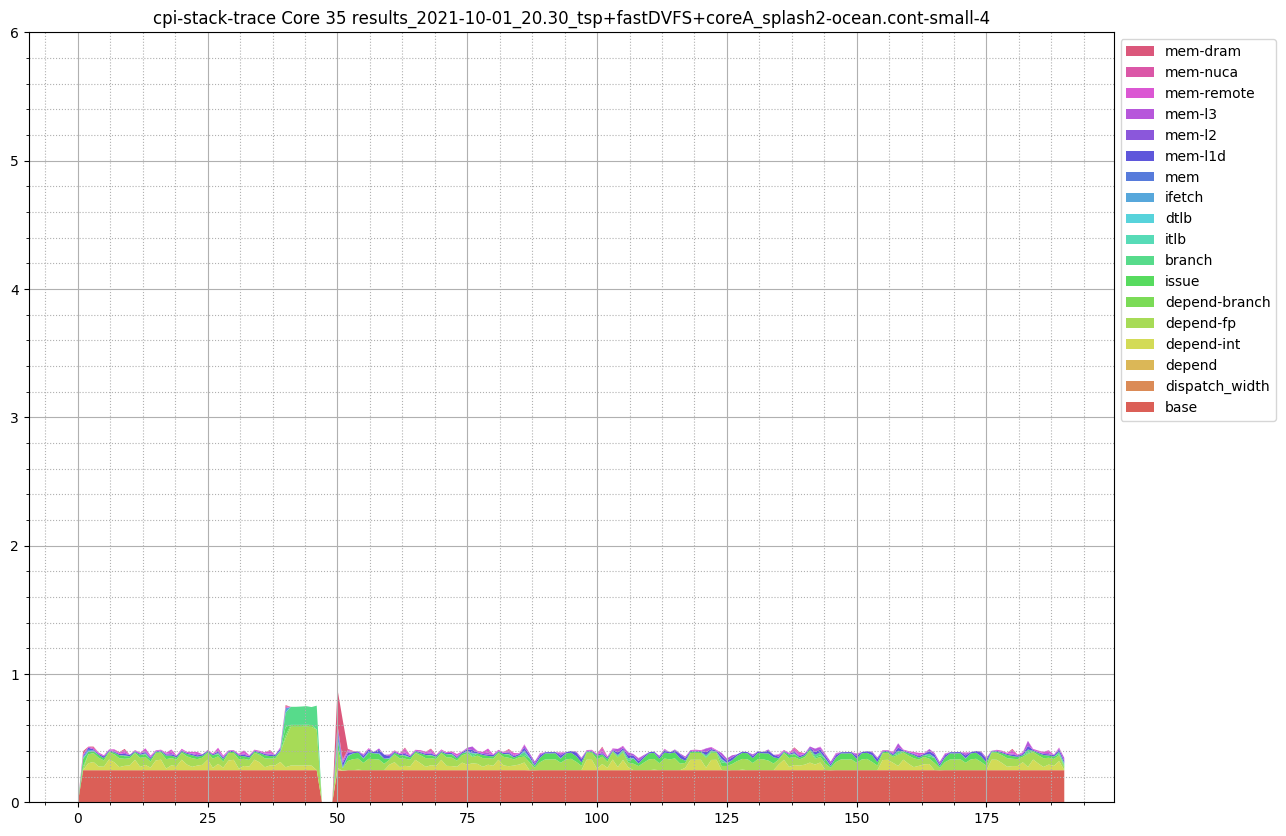 cpi-stack-trace Core 35 results_2021-10-01_20.30_tsp+fastDVFS+coreA_splash2-ocean.cont-small-4
6
5
4
3
2
1
0
0 25 50 75 100 125 150 175
mem-dram
mem-nuca
mem-remote
mem-l3
mem-l2
mem-l1d
mem
ifetch
dtlb
itlb
branch
issue
depend-branch
depend-fp
depend-int
depend
dispatch_width
base